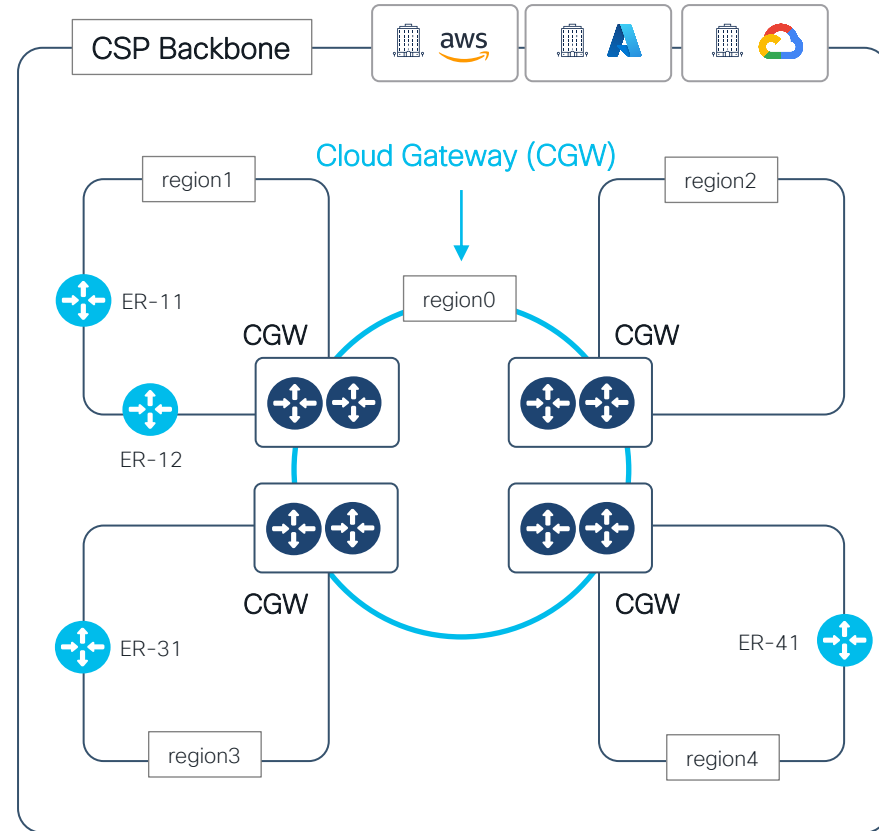 CSP Backbone
aws
Cloud Gateway (CGW)
region1
region2
region0
ER-11
CGW
CGW
ER-12
CGW
CGW
ER-31
ER-41
region3
region4